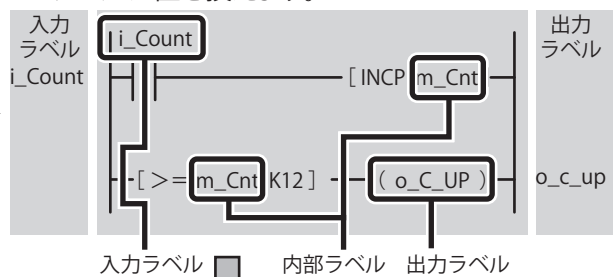 入力
ラベル
i_Count
i_Count
[ INCP m_Cnt
[ >= m_Cnt K12 ]
( o_C_UP )
出力
ラベル
o_c_up
入力ラベル
内部ラベル
出力ラベル